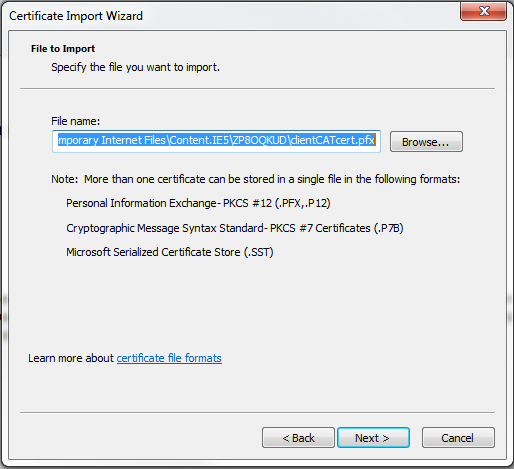 Certificate Import Wizard
File to Import
Specify the file you want to import.
File name:
mporary Internet Files\Content.IE5\ZP8OQKUD\clientCATcert.pfx
Browse...
Note: More than one certificate can be stored in a single file in the following formats:
Personal Information Exchange- PKCS #12 (.PFX,.P12)
Cryptographic Message Syntax Standard- PKCS #7 Certificates (.P7B)
Microsoft Serialized Certificate Store (.SST)
Learn more about certificate file formats
< Back
Next >
Cancel